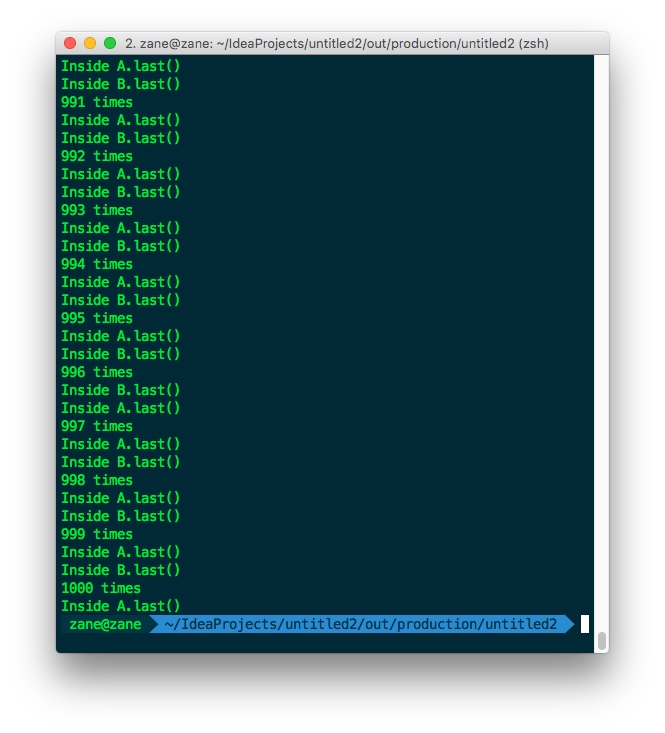 2. zane@zane: ~/IdeaProjects/untitled2/out/production/untitled2 (zsh)
Inside A.last()
Inside B.last()
991 times
Inside A.last()
Inside B.last()
992 times
Inside A.last()
Inside B.last()
993 times
Inside A.last()
Inside B.last()
994 times
Inside A.last()
Inside B.last()
995 times
Inside A.last()
Inside B.last()
996 times
Inside B.last()
Inside A.last()
997 times
Inside A.last()
Inside B.last()
998 times
Inside A.last()
Inside B.last()
999 times
Inside A.last()
Inside B.last()
1000 times
Inside A.last()
zane@zane ~/IdeaProjects/untitled2/out/production/untitled2